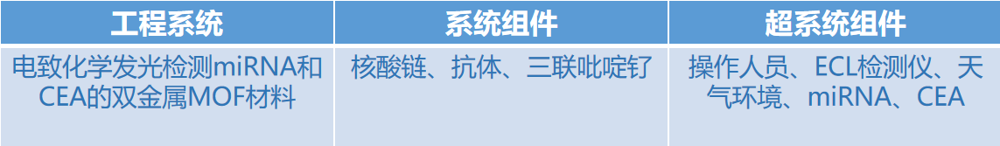 工程系统
系统组件
超系统组件
电致化学发光检测miRNA和
CEA的双金属MOF材料
核酸链、抗体、三联吡啶钌
操作人员、ECL检测仪、天
气环境、miRNA、CEA